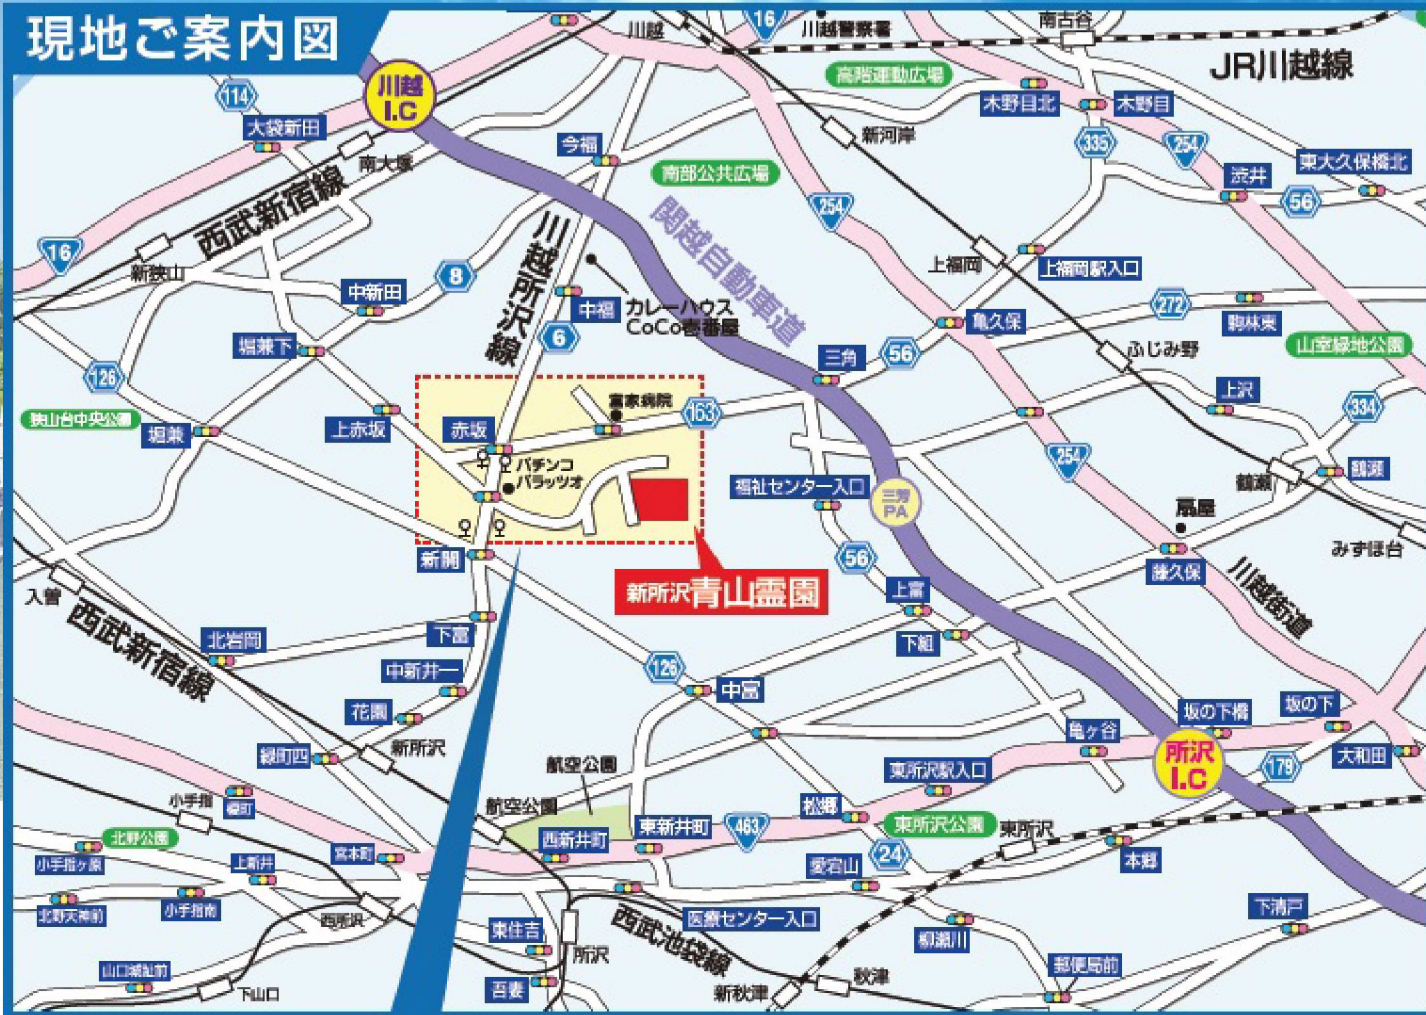 現地ご案内図
16
川越
川越警察署
南古谷
JR川越線
川越
I.C
114
大袋新田
南大塚
西武新宿線
今福
高階運動広場
木野目北
木野目
新河岸
335
254
東大久保橋北
渋井
56
南部公共広場
254
16
新狭山
川越所沢線
関越自動車道
上福岡
上福岡駅入口
8
中新田
中福
カレーハウス
CoCo壱番屋
272
駒林東
亀久保
堀兼下
6
三角
56
ふじみ野
山室緑地公園
126
狭山台中央公園
堀兼
上赤坂
赤坂
富家病院
163
上沢
334
パチンコ
パラッツオ
254
福祉センター入口
三芳
PA
鶴瀬
鶴瀬
扇屋
みずほ台
新開
56
藤久保
川越街道
新所沢青山霊園
入曽
西武新宿線
北岩岡
下富
上富
下組
中新井一
126
中富
花園
緑町四
新所沢
亀ヶ谷
坂の下橋
坂の下
大和田
所沢
I.C
179
航空公園
航空公園
東所沢駅入口
小手指
榎町
松郷
北野公園
西新井町
東新井町
463
東所沢公園
東所沢
小手指ヶ原
上新井
宮本町
愛宕山
24
本郷
北野天神前
小手指南
西所沢
医療センター入口
西武池袋線
東住吉
所沢
柳瀬川
下清戸
山口城址前
下山口
吾妻
新秋津
秋津
郵便局前